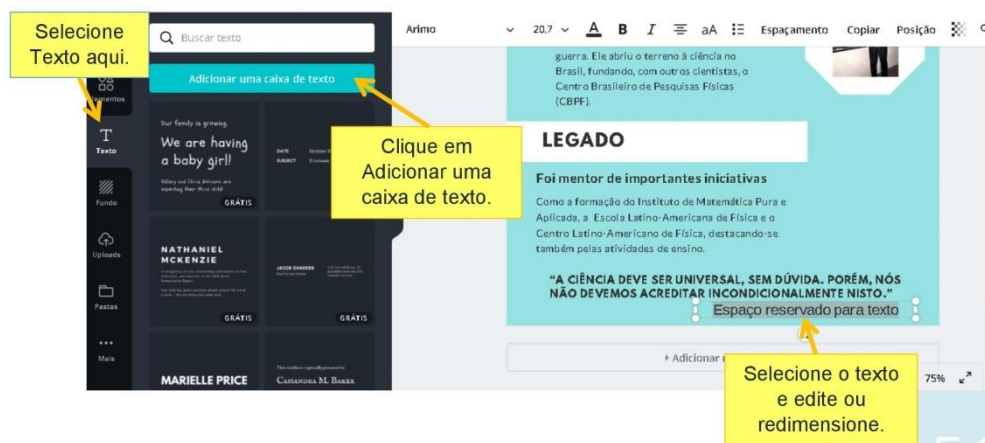 Selecione
Texto aqui.
Buscar texto
Adicionar uma caixa de texto
Elementos
Texto
Fundo
Uploads
Pastas
Mais
Our family is growing.
We are having
a baby girl!
GRÁTIS
DATE
SUBJECT
NATHANIEL
MCKENZIE
GRÁTIS
JACOB SANDERS
GRÁTIS
MARIELLE PRICE
CASSANDRA M. BAKER
Clique em
Adicionar uma
caixa de texto.
Arimo
20,7
A B I aA Espaçamento Copiar Posição
guerra. Ele abriu o terreno à ciência no
Brasil, fundando, com outros cientistas, o
Centro Brasileiro de Pesquisas Físicas
(CBPF).
LEGADO
Foi mentor de importantes iniciativas
Como a formação do Instituto de Matemática Pura e
Aplicada, a Escola Latino-Americana de Física e o
Centro Latino-Americano de Física, destacando-se
também pelas atividades de ensino.
“A CIÊNCIA DEVE SER UNIVERSAL, SEM DÚVIDA. PORÉM, NÓS
NÃO DEVEMOS ACREDITAR INCONDICIONALMENTE NISTO.”
Espaço reservado para texto
+ Adicionar
75%
Selecione o texto
e edite ou
redimensione.